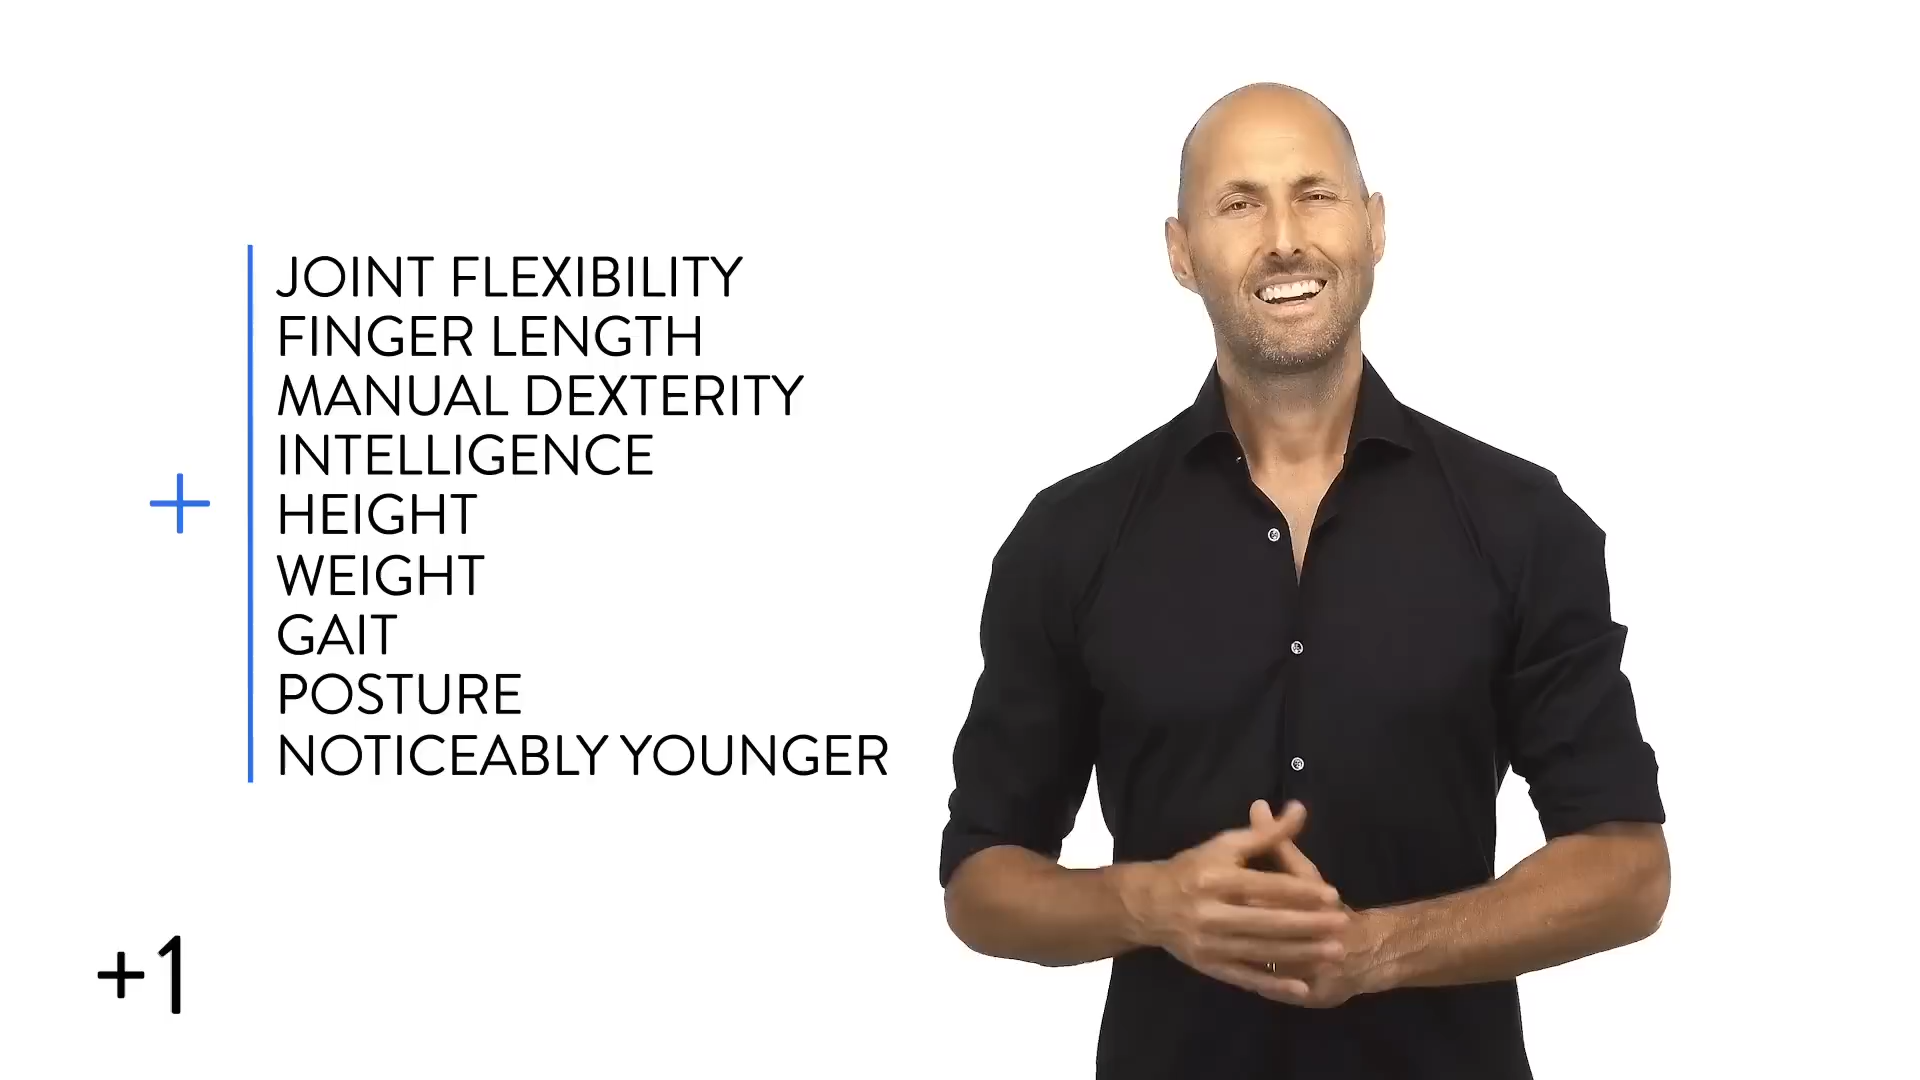 JOINT FLEXIBILITY
FINGER LENGTH
MANUAL DEXTERITY
INTELLIGENCE
HEIGHT
WEIGHT
GAIT
POSTURE
NOTICEABLY YOUNGER
+
+1